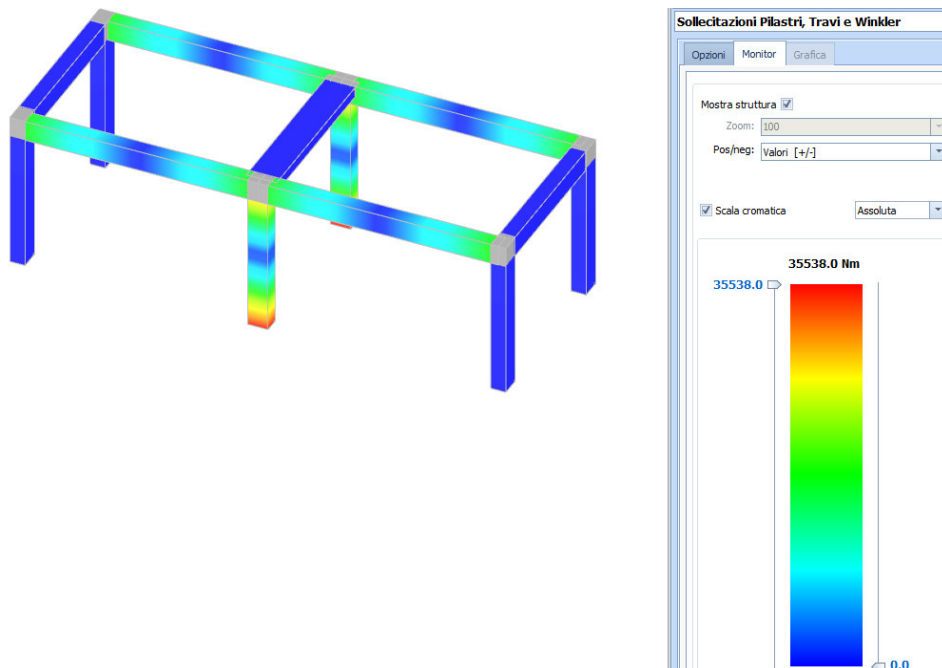 Sollecitazioni Pilastri, Travi e Winkler
Opzioni Monitor Grafica
Mostra struttura
Zoom: 100
Pos/neg: Valori [+/-]
Scala cromatica Assoluta
35538.0 Nm
35538.0
0.0